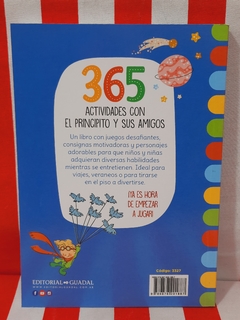 365
ACTIVIDADES CON
EL PRINCIPITO Y SUS AMIGOS
Un libro con juegos desafiantes,
consignas motivadoras y personajes
adorables para que niños y niñas
adquieran diversas habilidades
mientras se entretienen. Ideal para
viajes, veraneos o para tirarse
en el piso a divertirse.
¡YA ES HORA
DE EMPEZAR
A JUGAR!
EDITORIAL GUADAL